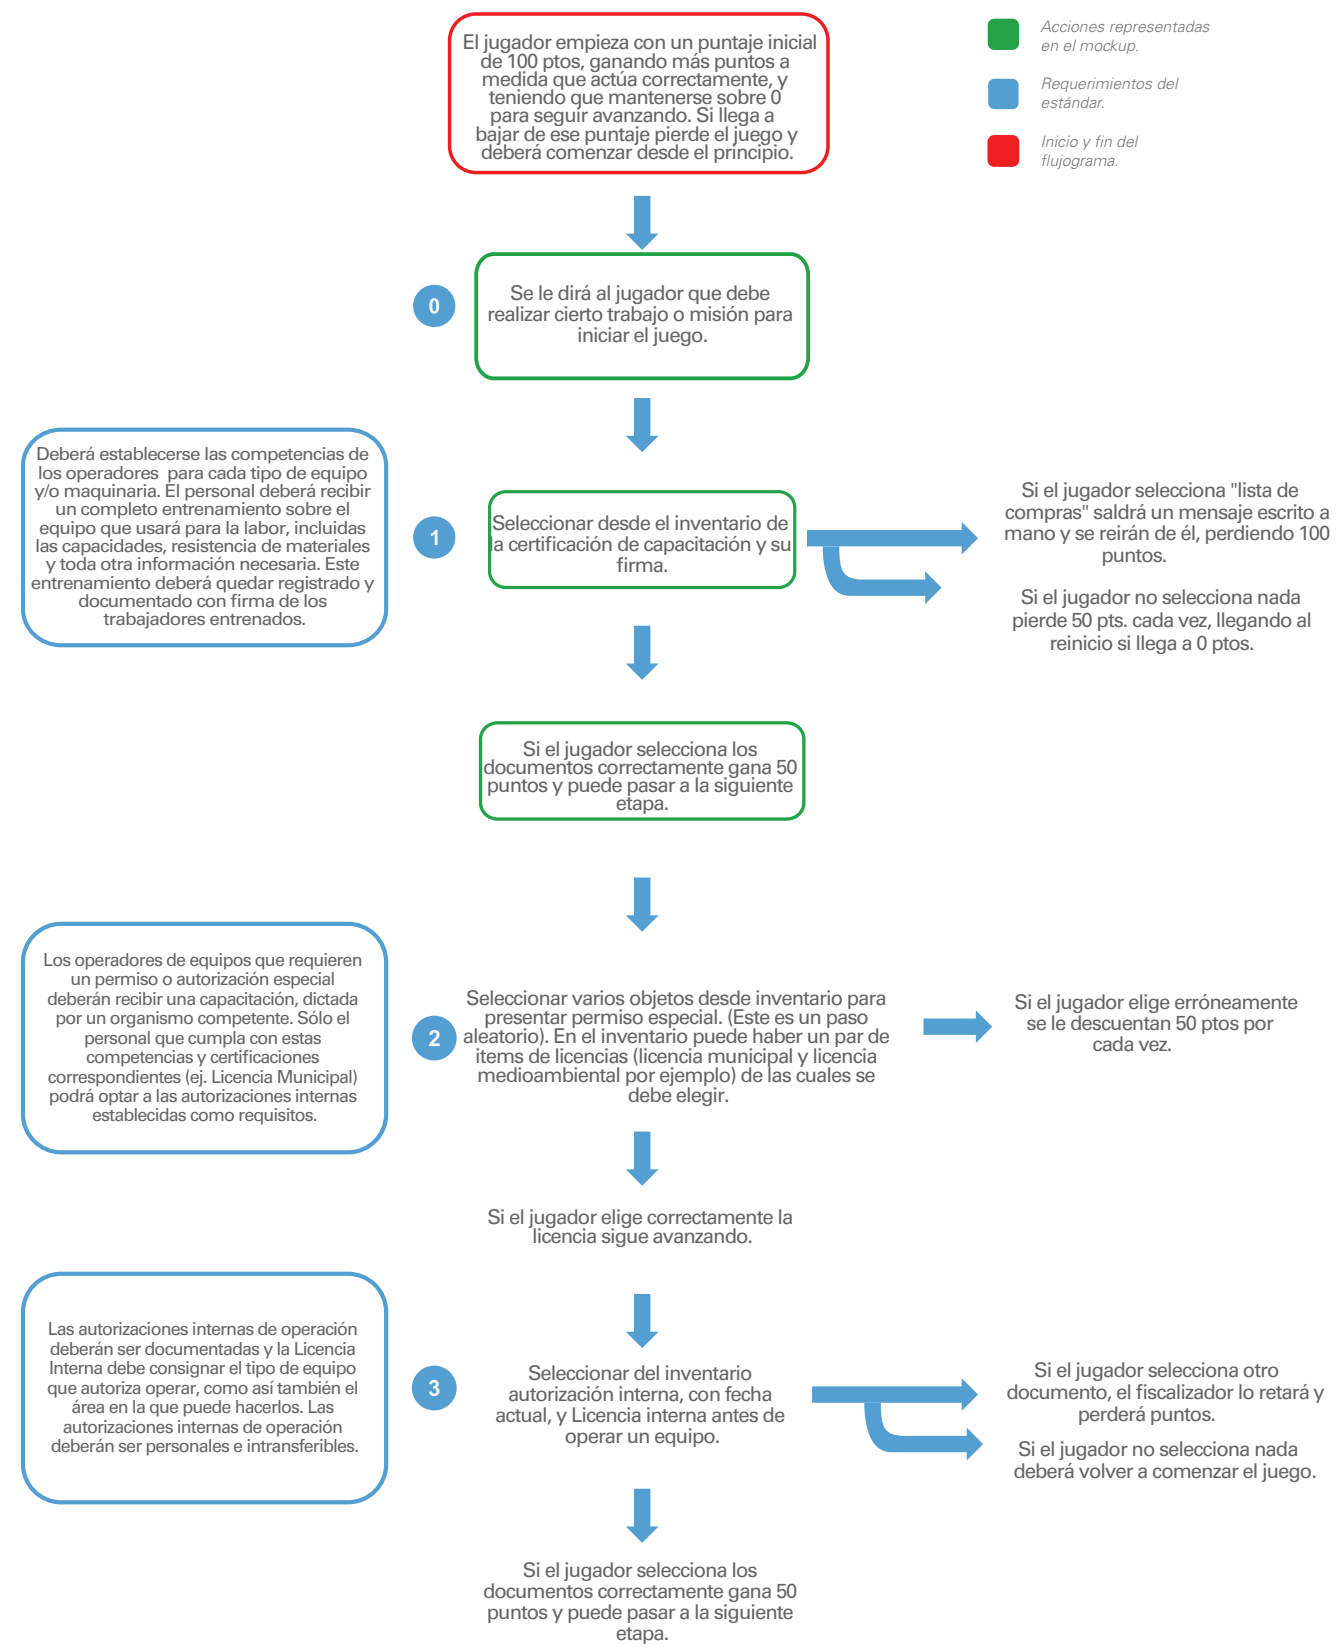 El jugador empieza con un puntaje inicial
de 100 ptos, ganando más puntos a
medida que actúa correctamente, y
teniendo que mantenerse sobre 0
para seguir avanzando. Si llega a
bajar de ese puntaje pierde el juego y
deberá comenzar desde el principio.
Acciones representadas
en el mockup.
Requerimientos del
estándar.
Inicio y fin del
flujograma.
0
Se le dirá al jugador que debe
realizar cierto trabajo o misión para
iniciar el juego.
Deberá establecerse las competencias de
los operadores para cada tipo de equipo
y/o maquinaria. El personal deberá recibir
un completo entrenamiento sobre el
equipo que usará para la labor, incluidas
las capacidades, resistencia de materiales
y toda otra información necesaria. Este
entrenamiento deberá quedar registrado y
documentado con firma de los
trabajadores entrenados.
1
Seleccionar desde el inventario de
la certificación de capacitación y su
firma.
Si el jugador selecciona "lista de
compras" saldrá un mensaje escrito a
mano y se reirán de él, perdiendo 100
puntos.
Si el jugador no selecciona nada
pierde 50 pts. cada vez, llegando al
reinicio si llega a 0 ptos.
Si el jugador selecciona los
documentos correctamente gana 50
puntos y puede pasar a la siguiente
etapa.
Los operadores de equipos que requieren
un permiso o autorización especial
deberán recibir una capacitación, dictada
por un organismo competente. Sólo el
personal que cumpla con estas
competencias y certificaciones
correspondientes (ej. Licencia Municipal)
podrá optar a las autorizaciones internas
establecidas como requisitos.
2
Seleccionar varios objetos desde inventario para
presentar permiso especial. (Este es un paso
aleatorio). En el inventario puede haber un par de
items de licencias (licencia municipal y licencia
medioambiental por ejemplo) de las cuales se
debe elegir.
Si el jugador elige erróneamente
se le descuentan 50 ptos por
cada vez.
Si el jugador elige correctamente la
licencia sigue avanzando.
Las autorizaciones internas de operación
deberán ser documentadas y la Licencia
Interna debe consignar el tipo de equipo
que autoriza operar, como así también el
área en la que puede hacerlos. Las
autorizaciones internas de operación
deberán ser personales e intransferibles.
3
Seleccionar del inventario
autorización interna, con fecha
actual, y Licencia interna antes de
operar un equipo.
Si el jugador selecciona otro
documento, el fiscalizador lo retará y
perderá puntos.
Si el jugador no selecciona nada
deberá volver a comenzar el juego.
Si el jugador selecciona los
documentos correctamente gana 50
puntos y puede pasar a la siguiente
etapa.